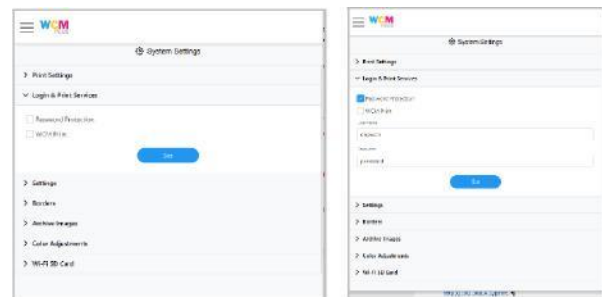 WCM
PLUS
System Settings
Print Settings
Login & Print Services
Password Protection
WCM Print
Set
Settings
Borders
Archive Images
Color Adjustments
Wi-Fi SD Card
WCM
PLUS
System Settings
Print Settings
Login & Print Services
Password Protection
WCM Print
Set
Settings
Borders
Archive Images
Color Adjustments
Wi-Fi SD Card